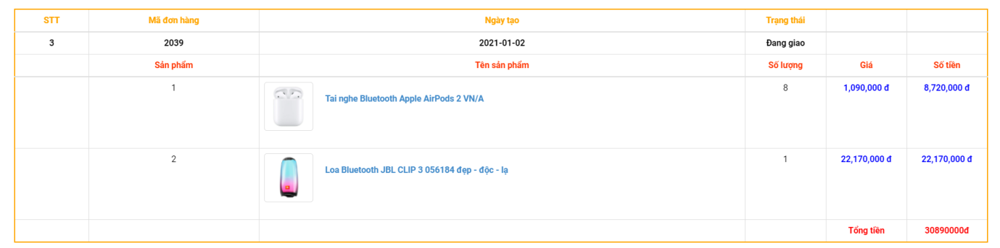 STT Mã đơn hàng Ngày tạo Trạng thái
3 2039 2021-01-02 Đang giao
Sản phẩm Tên sản phẩm Số lượng Giá Số tiền
1 Tai nghe Bluetooth Apple AirPods 2 VN/A 8 1,090,000 đ 8,720,000 đ
2 Loa Bluetooth JBL CLIP 3 056184 đẹp - độc - lạ 1 22,170,000 đ 22,170,000 đ
Tổng tiền 30890000đ